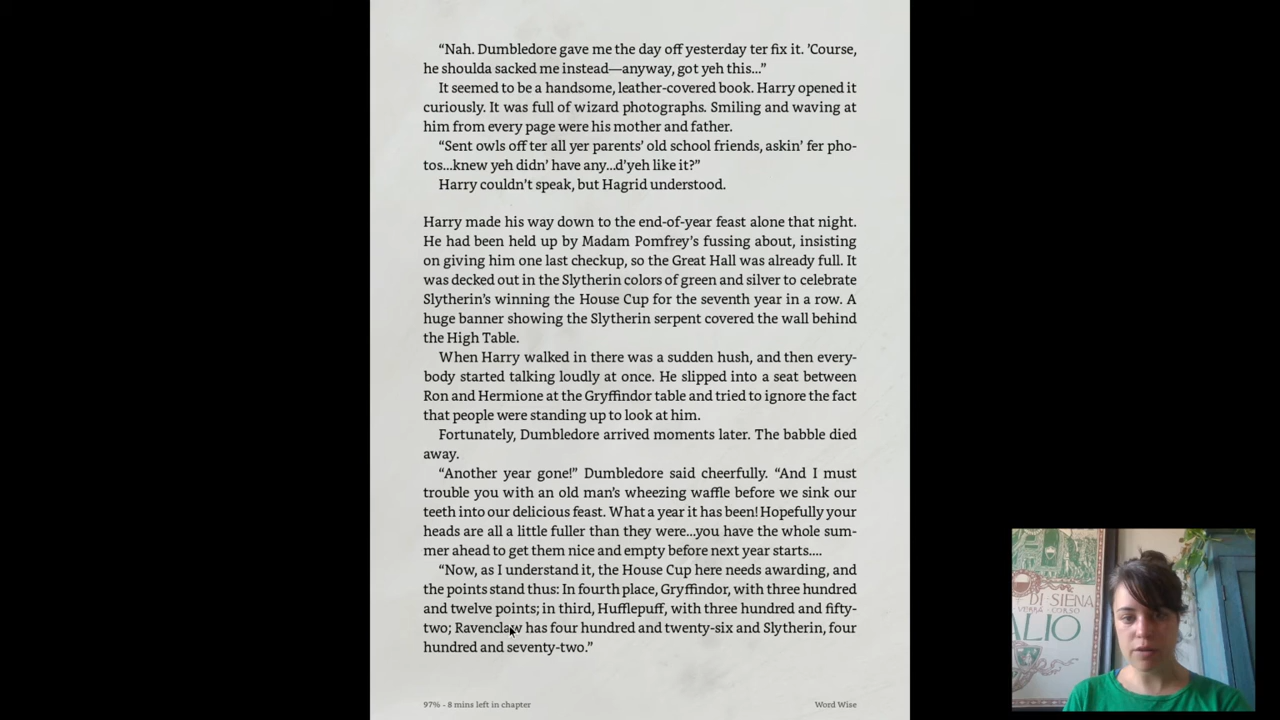 “Nah. Dumbledore gave me the day off yesterday ter fix it. ’Course,
he shoulda sacked me instead—anyway, got yeh this...”
It seemed to be a handsome, leather-covered book. Harry opened it
curiously. It was full of wizard photographs. Smiling and waving at
him from every page were his mother and father.
“Sent owls off ter all yer parents’ old school friends, askin’ fer pho-
tos...knew yeh didn’ have any...d’yeh like it?”
Harry couldn’t speak, but Hagrid understood.
Harry made his way down to the end-of-year feast alone that night.
He had been held up by Madam Pomfrey’s fussing about, insisting
on giving him one last checkup, so the Great Hall was already full. It
was decked out in the Slytherin colors of green and silver to celebrate
Slytherin’s winning the House Cup for the seventh year in a row. A
huge banner showing the Slytherin serpent covered the wall behind
the High Table.
When Harry walked in there was a sudden hush, and then every-
body started talking loudly at once. He slipped into a seat between
Ron and Hermione at the Gryffindor table and tried to ignore the fact
that people were standing up to look at him.
Fortunately, Dumbledore arrived moments later. The babble died
away.
“Another year gone!” Dumbledore said cheerfully. “And I must
trouble you with an old man’s wheezing waffle before we sink our
teeth into our delicious feast. What a year it has been! Hopefully your
heads are all a little fuller than they were...you have the whole sum-
mer ahead to get them nice and empty before next year starts....
“Now, as I understand it, the House Cup here needs awarding, and
the points stand thus: In fourth place, Gryffindor, with three hundred
and twelve points; in third, Hufflepuff, with three hundred and fifty-
two; Ravenclaw has four hundred and twenty-six and Slytherin, four
hundred and seventy-two.”
97% - 8 mins left in chapter
Word Wise
DI SIENA
CORSO
ALIO